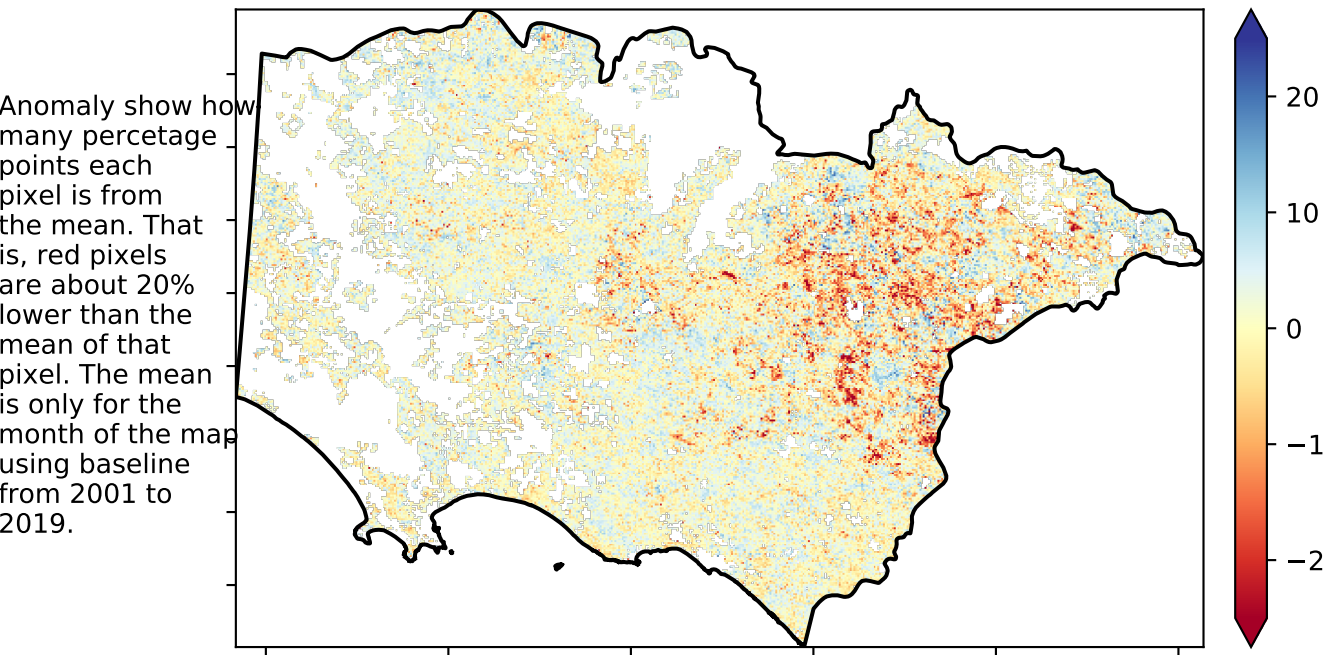 Anomaly show how
many percetage
points each
pixel is from
the mean. That
is, red pixels
are about 20%
lower than the
mean of that
pixel. The mean
is only for the
month of the map
using baseline
from 2001 to
2019.
20
10
0
−1
−2